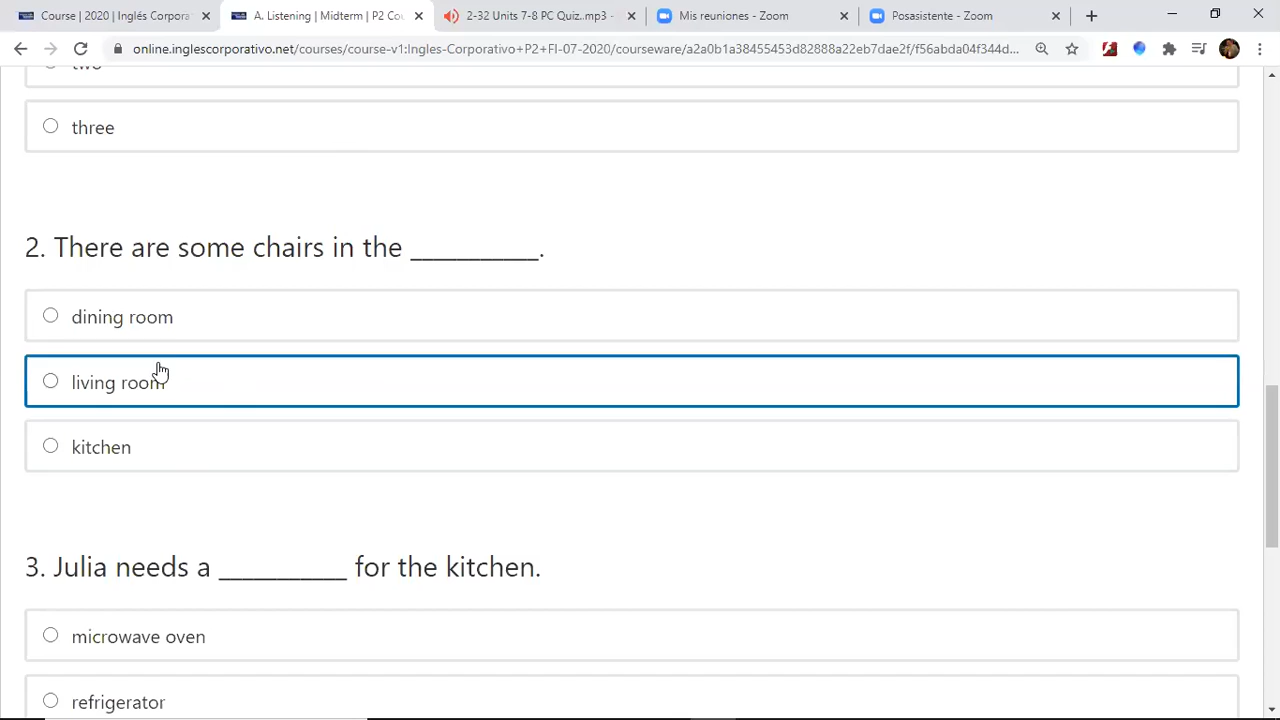 Course | 2020 | Inglés Corpora
A. Listening | Midterm | P2 Cou
2-32 Units 7-8 PC Quiz..mp3 -
Mis reuniones - Zoom
Posasistente - Zoom
online.inglescorporativo.net/courses/course-v1:Ingles-Corporativo+P2+FI-07-2020/courseware/a2a0b1a38455453d82888a22eb7dae2f/f56abda04f344d...
two
three
2. There are some chairs in the ___________.
dining room
living room
kitchen
3. Julia needs a ___________ for the kitchen.
microwave oven
refrigerator